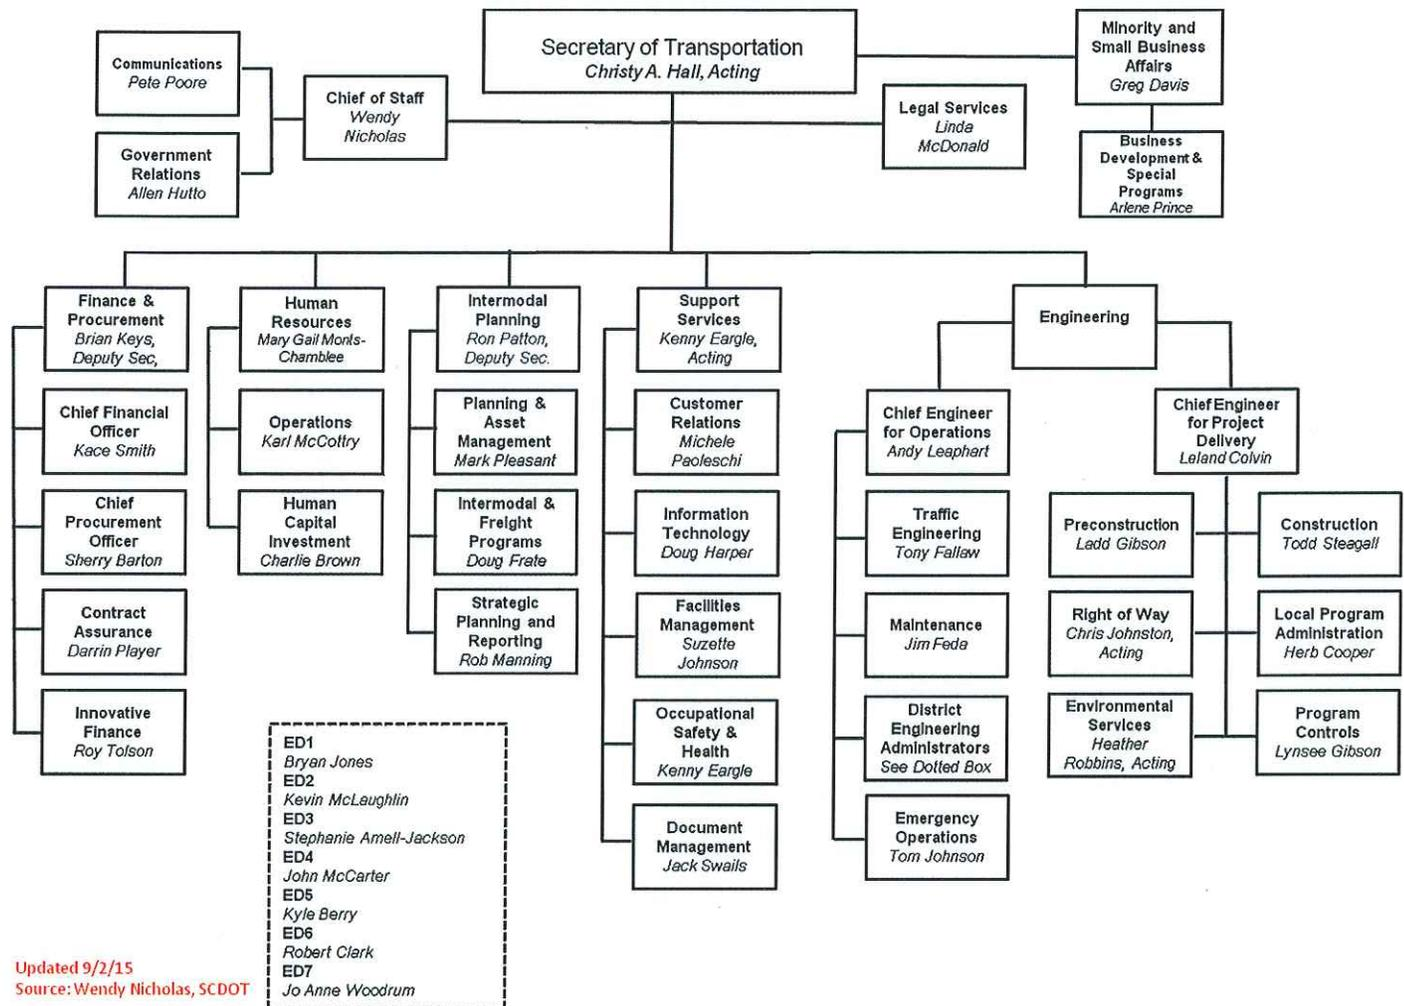 Secretary of Transportation
Christy A. Hall, Acting
Minority and
Small Business
Affairs
Greg Davis
Communications
Pete Poore
Chief of Staff
Wendy
Nicholas
Legal Services
Linda
McDonald
Government
Relations
Allen Hutto
Business
Development &
Special
Programs
Arlene Prince
Finance &
Procurement
Brian Keys,
Deputy Sec,
Chief Financial
Officer
Kace Smith
Chief
Procurement
Officer
Sherry Barton
Contract
Assurance
Darrin Player
Innovative
Finance
Roy Tolson
Human
Resources
Mary Gail Monts-
Chamblee
Operations
Karl McCottry
Human
Capital
Investment
Charlie Brown
Intermodal
Planning
Ron Patton,
Deputy Sec.
Planning &
Asset
Management
Mark Pleasant
Intermodal &
Freight
Programs
Doug Frate
Strategic
Planning and
Reporting
Rob Manning
Support
Services
Kenny Eargle,
Acting
Customer
Relations
Michele
Paoleschi
Information
Technology
Doug Harper
Facilities
Management
Suzette
Johnson
Occupational
Safety &
Health
Kenny Eargle
Document
Management
Jack Swails
Engineering
Chief Engineer
for Operations
Andy Leaphart
Traffic
Engineering
Tony Fallaw
Maintenance
Jim Feda
District
Engineering
Administrators
See Dotted Box
Emergency
Operations
Tom Johnson
Chief Engineer
for Project
Delivery
Leland Colvin
Preconstruction
Ladd Gibson
Construction
Todd Steagall
Right of Way
Chris Johnston,
Acting
Local Program
Administration
Herb Cooper
Environmental
Services
Heather
Robbins, Acting
Program
Controls
Lynsee Gibson
ED1
Bryan Jones
ED2
Kevin McLaughlin
ED3
Stephanie Amell-Jackson
ED4
John McCarter
ED5
Kyle Berry
ED6
Robert Clark
ED7
Jo Anne Woodrum
Updated 9/2/15
Source: Wendy Nicholas, SCDOT